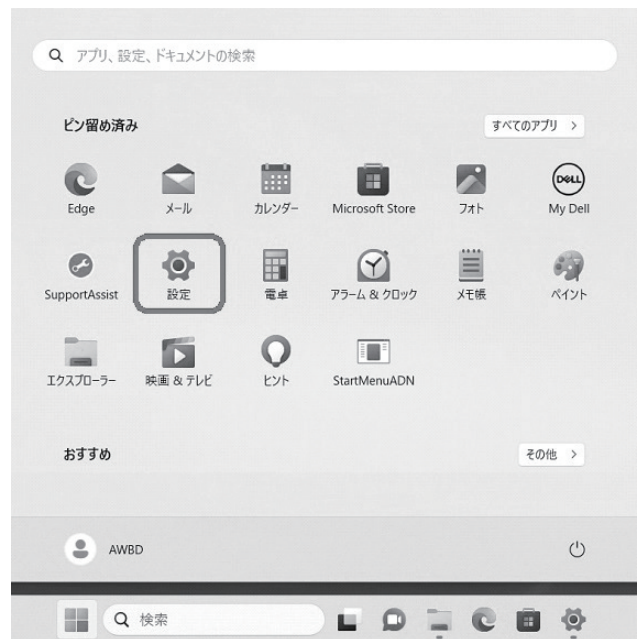 アプリ、設定、ドキュメントの検索
ピン留め済み
すべてのアプリ
Edge
メール
カレンダー
Microsoft Store
フォト
DELL
My Dell
SupportAssist
設定
電卓
アラーム & クロック
メモ帳
ペイント
エクスプローラー
映画 & テレビ
ヒント
StartMenuADN
おすすめ
その他
AWBD
検索